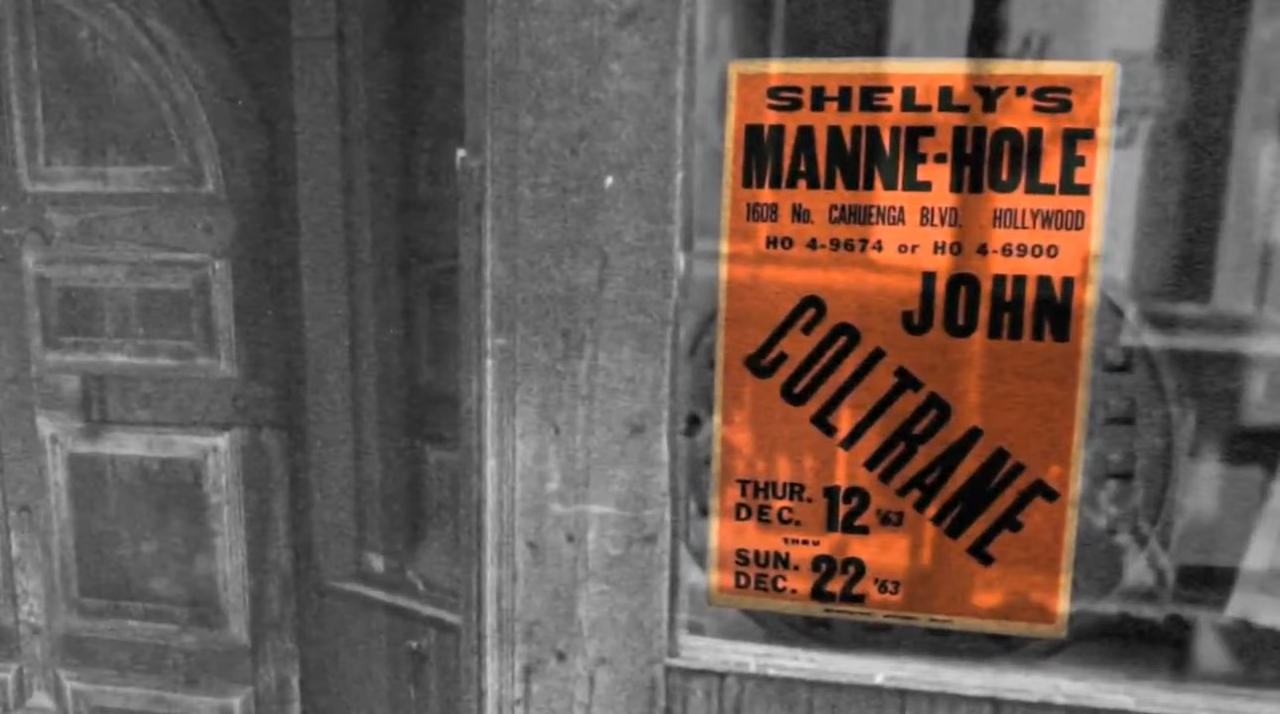 SHELLY'S
MANNE-HOLE
1608 No. CAHUENGA BLVD. HOLLYWOOD
HO 4-9674 or HO 4-6900
JOHN
COLTRANE
THUR.
DEC. 12 '63
THRU
SUN.
DEC. 22 '63